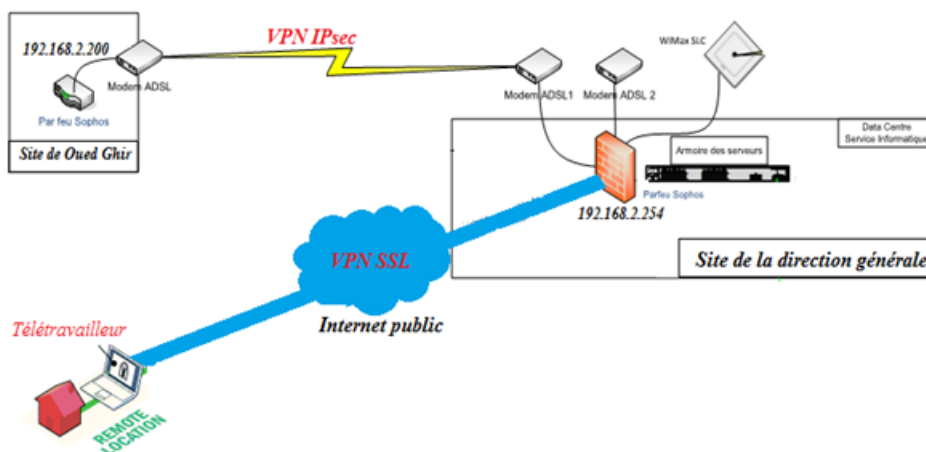 192.168.2.200
Modem ADSL
Par feu Sophos
Site de Oued Ghir
VPN IPsec
Modem ADSL1
Modem ADSL 2
WiMax SLC
Data Centre
Service Informatique
Armoire des serveurs
Parfeu Sophos
192.168.2.254
Site de la direction générale
VPN SSL
Internet public
Télétravailleur
REMOTE
LOCATION